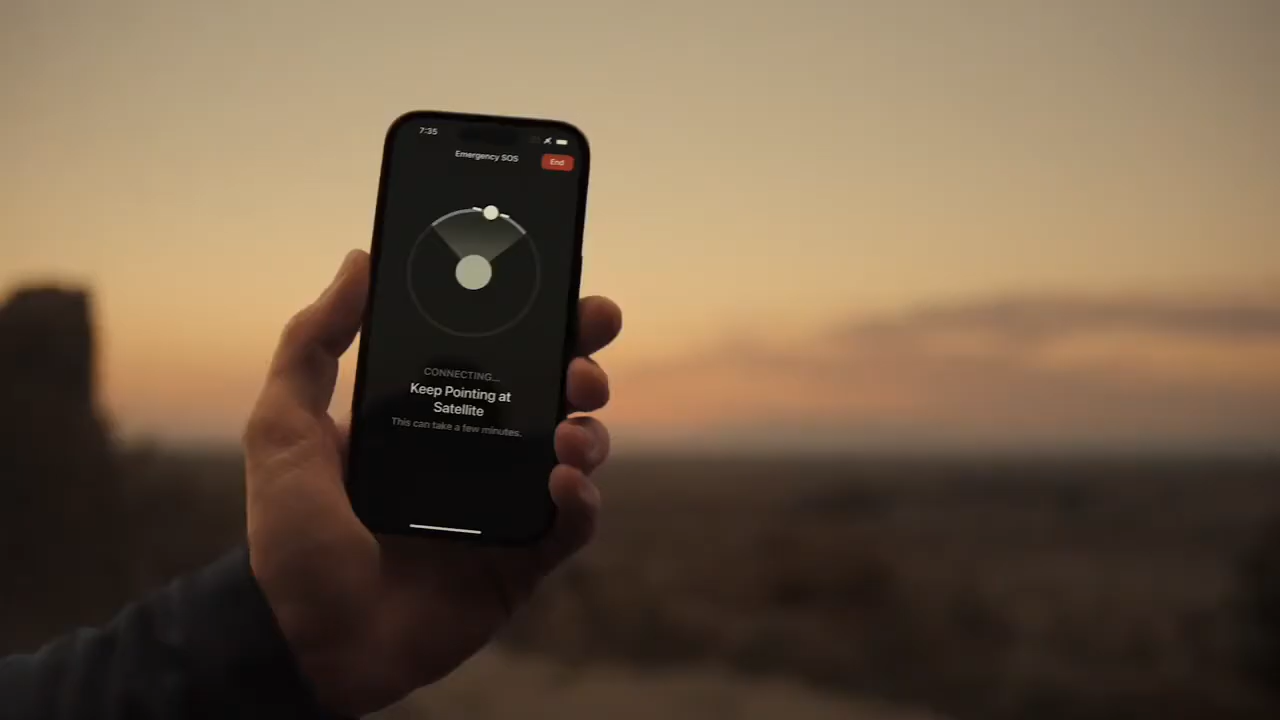 7:35
Emergency SOS
End
CONNECTING...
Keep Pointing at
Satellite
This can take a few minutes.